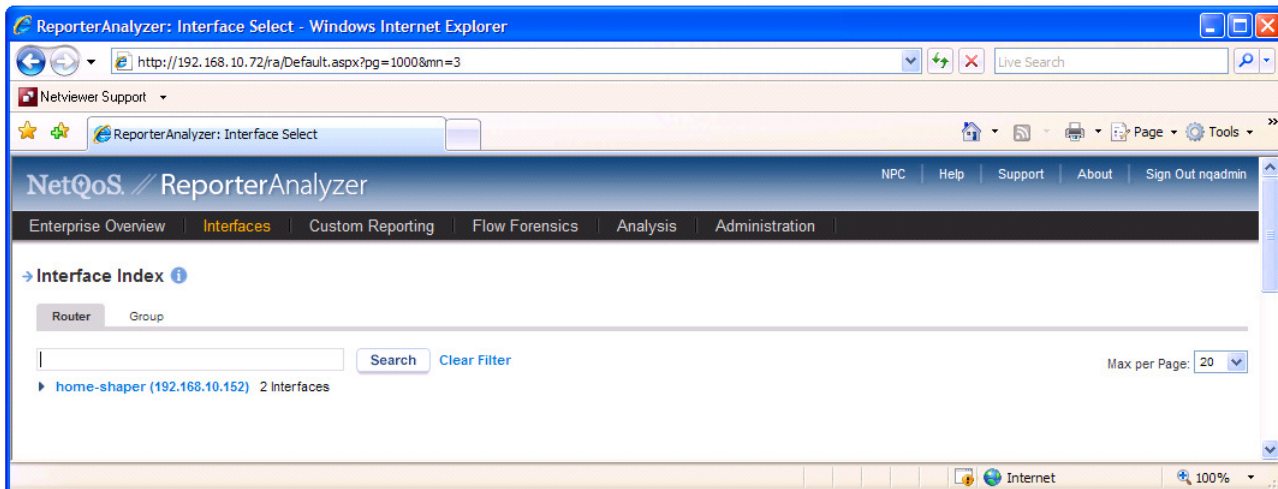 ReporterAnalyzer: Interface Select - Windows Internet Explorer
http://192.168.10.72/ra/Default.aspx?pg=1000&mn=3
Live Search
Netviewer Support
ReporterAnalyzer: Interface Select
Page Tools »
NetQoS. // ReporterAnalyzer
NPC Help Support About Sign Out nqadmin
Enterprise Overview Interfaces Custom Reporting Flow Forensics Analysis Administration
Interface Index
Router Group
Search Clear Filter
Max per Page: 20
home-shaper (192.168.10.152) 2 Interfaces
Internet 100%